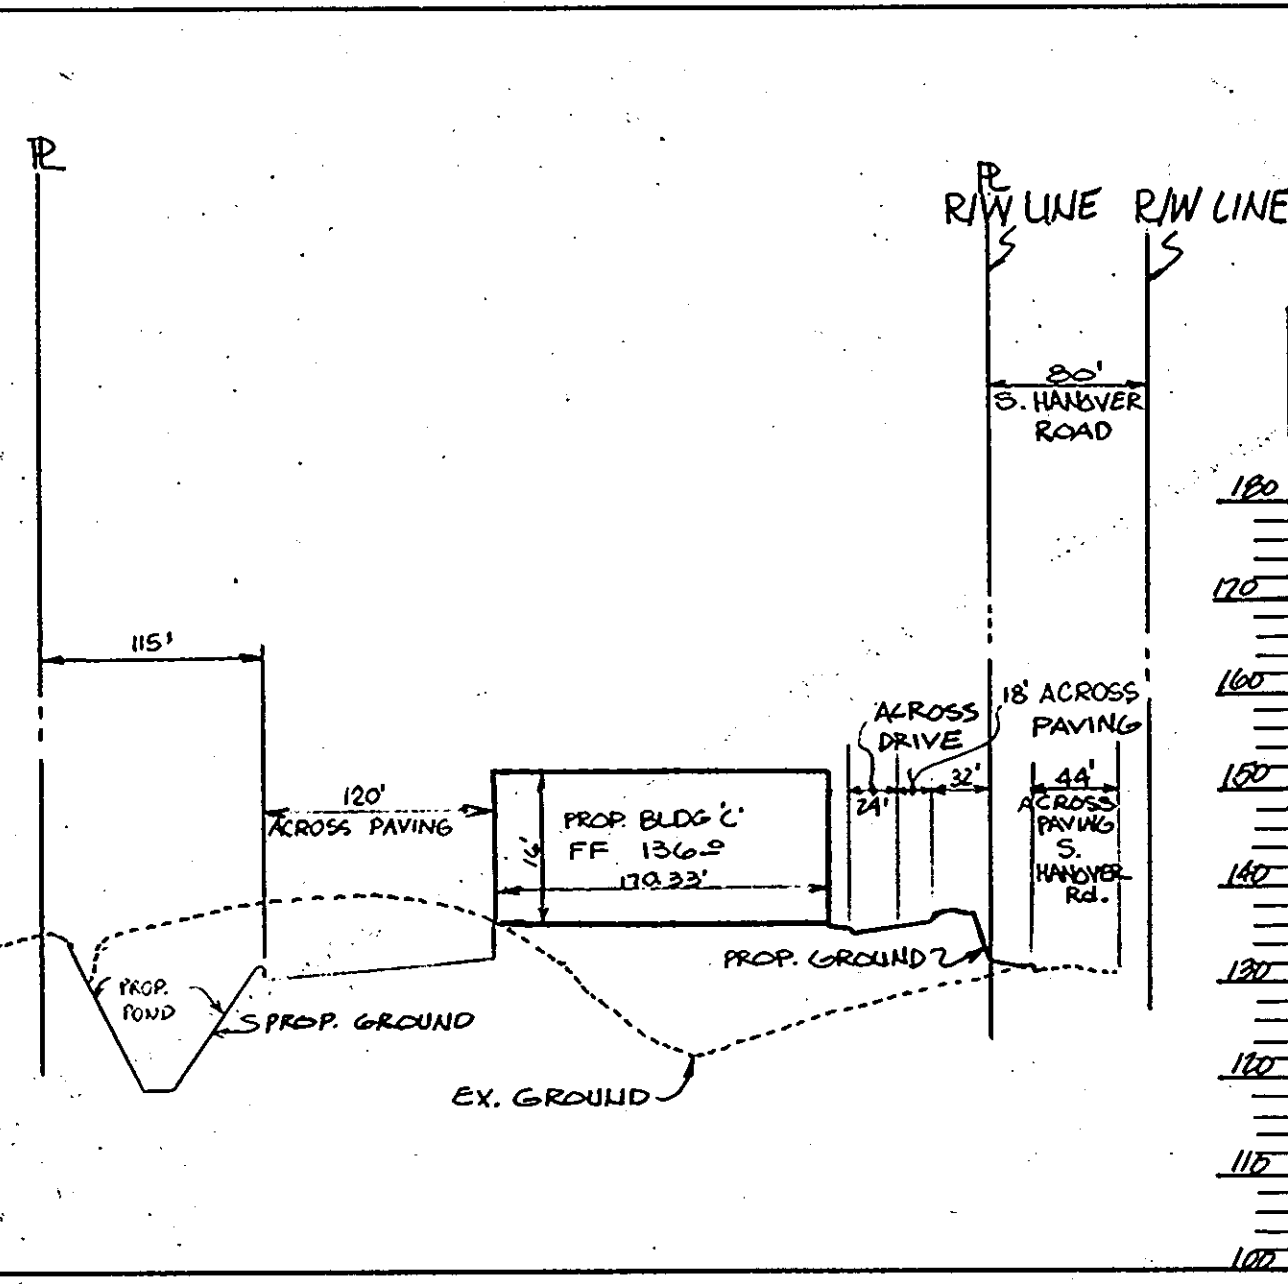 PL
PL
R/W LINE
R/W LINE
80'
S. HANOVER
ROAD
180
170
160
150
140
130
120
110
100
115'
120'
ACROSS PAVING
PROP. BLDG 'C'
FF 136.0
16'
170.33'
ACROSS
DRIVE
24'
18' ACROSS
PAVING
32'
44'
ACROSS
PAVING
S.
HANOVER
Rd.
PROP. GROUND
PROP.
POND
PROP. GROUND
EX. GROUND